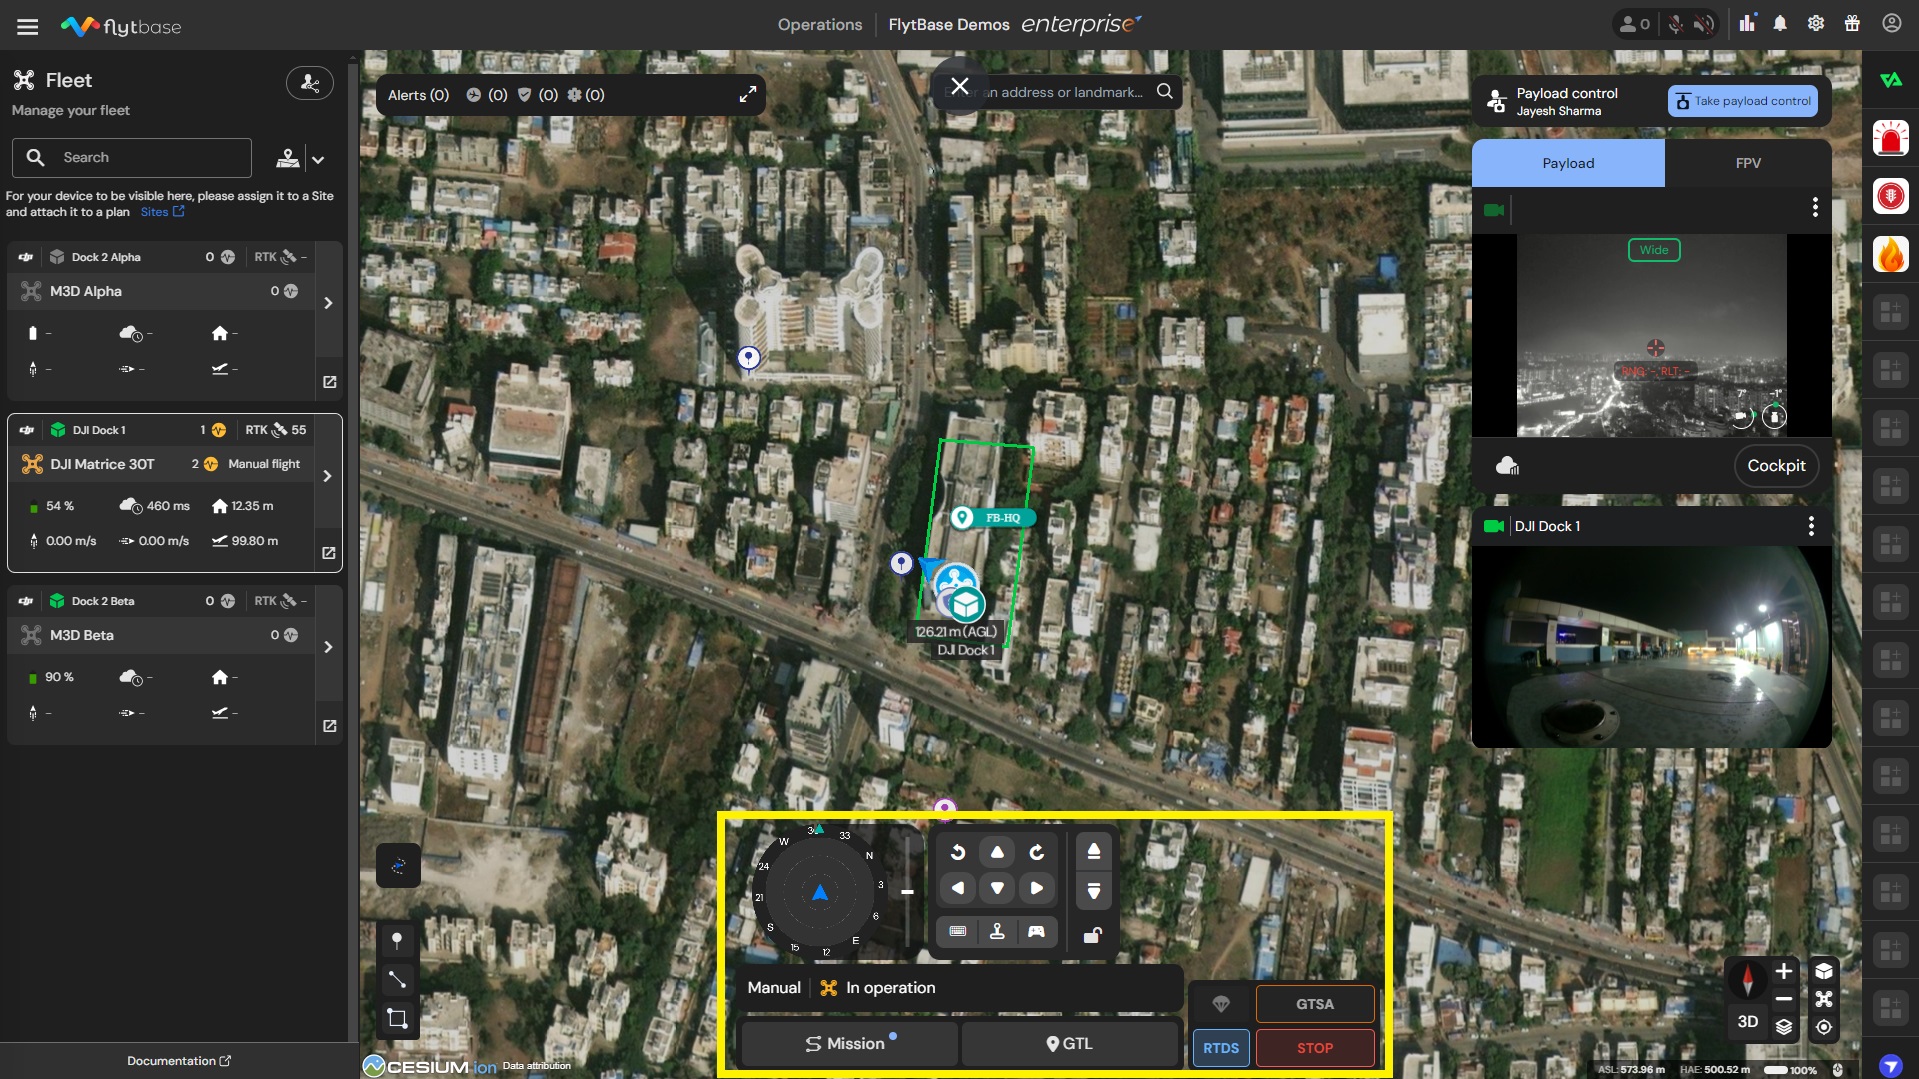 flytbase
Operations
FlytBase Demos enterprise
0
Fleet
Manage your fleet
Search
For your device to be visible here, please assign it to a Site
and attach it to a plan Sites
Dock 2 Alpha 0 RTK -
M3D Alpha 0
- - -
- - -
DJI Dock 1 1 RTK 55
DJI Matrice 30T 2 Manual flight
54 % 460 ms 12.35 m
0.00 m/s 0.00 m/s 99.80 m
Dock 2 Beta 0 RTK -
M3D Beta 0
90 % - -
- - -
Documentation
Alerts (0) (0) (0) (0)
an address or landmark...
Payload control
Jayesh Sharma
Take payload control
Payload FPV
Wide
RNG: - RLT: -
7° -1°
Cockpit
DJI Dock 1
FB-HQ
126.21 m (AGL)
DJI Dock 1
33
N
3
6
E
12
15
S
21
24
W
Manual In operation
Mission GTL
GTSA
RTDS STOP
3D
CESIUM ion Data attribution
ASL: 573.96 m HAE: 500.52 m 100%